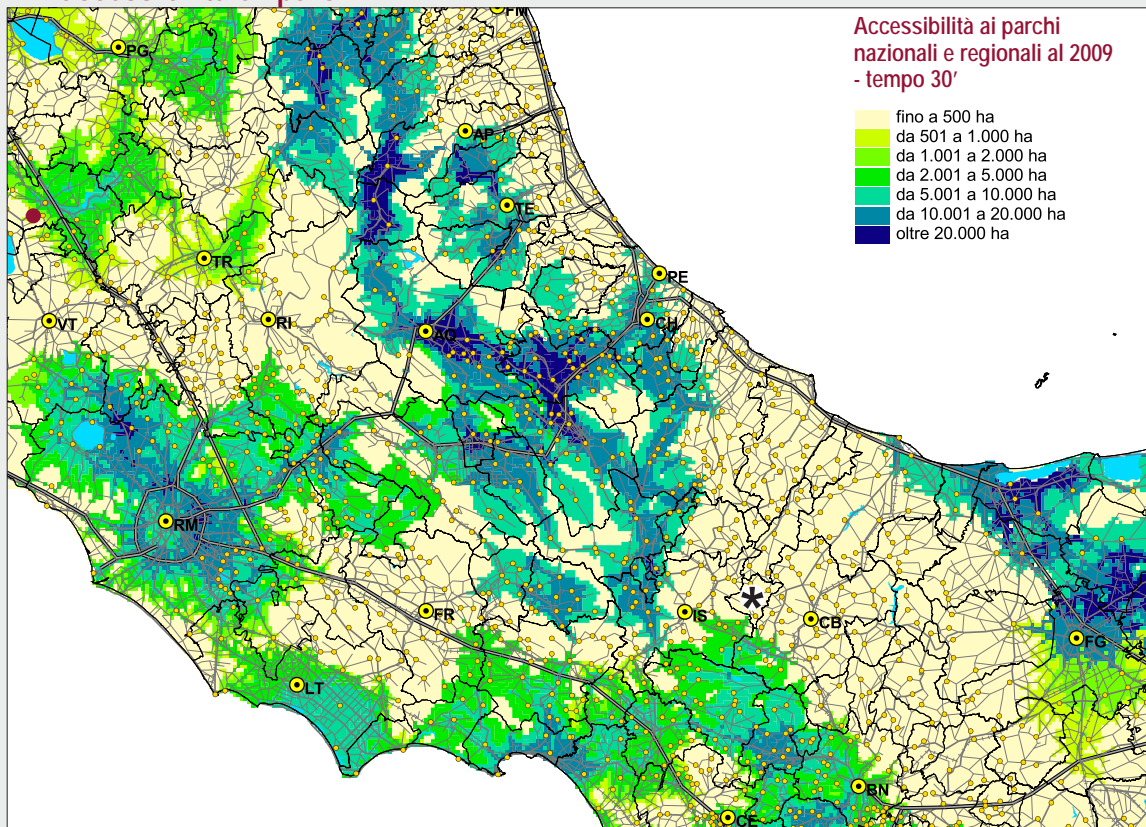 Accessibilità ai parchi
nazionali e regionali al 2009
- tempo 30'
fino a 500 ha
da 501 a 1.000 ha
da 1.001 a 2.000 ha
da 2.001 a 5.000 ha
da 5.001 a 10.000 ha
da 10.001 a 20.000 ha
oltre 20.000 ha
FM
PG
AP
TE
TR
PE
VT
RI
AQ
CH
RM
FR
IS
*
CB
FG
LT
BN
CE